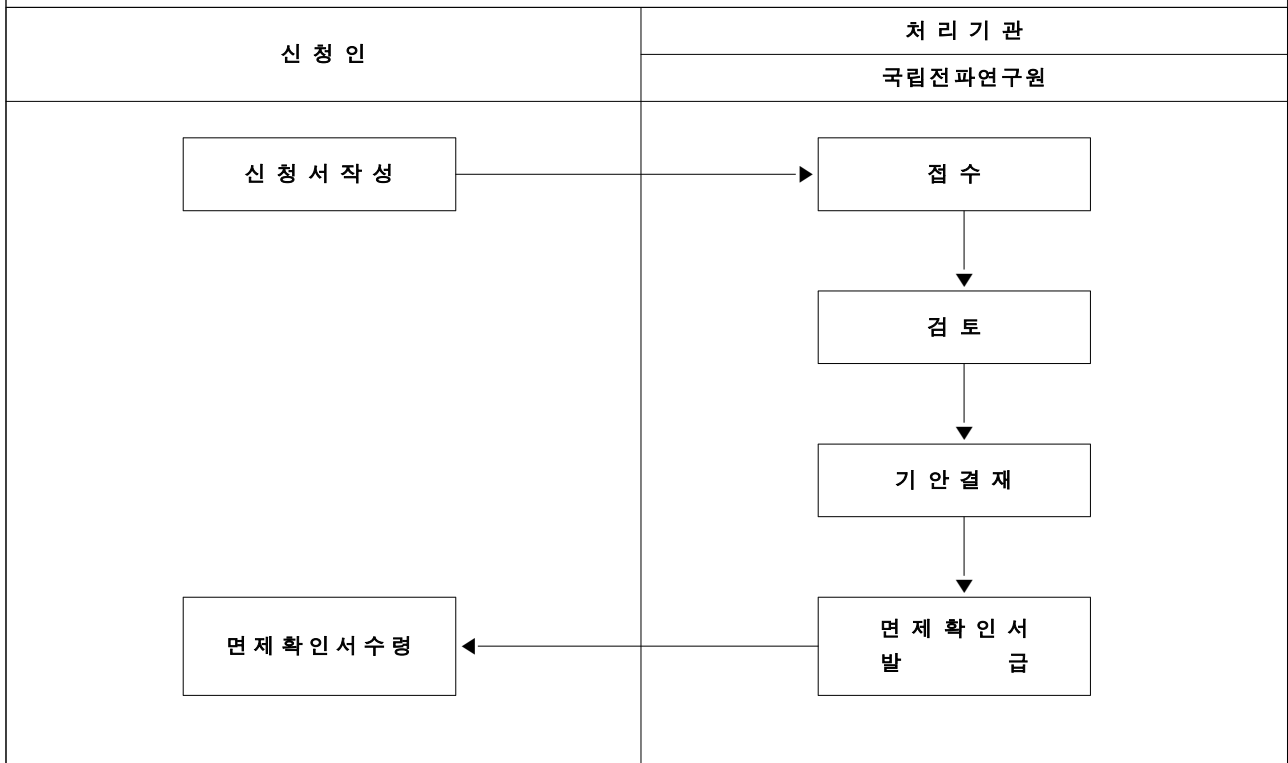 신 청 인
처 리 기 관
국립전파연구원
신 청 서 작 성
접 수
검 토
기 안 결 재
면 제 확 인 서 수 령
면 제 확 인 서
발 급